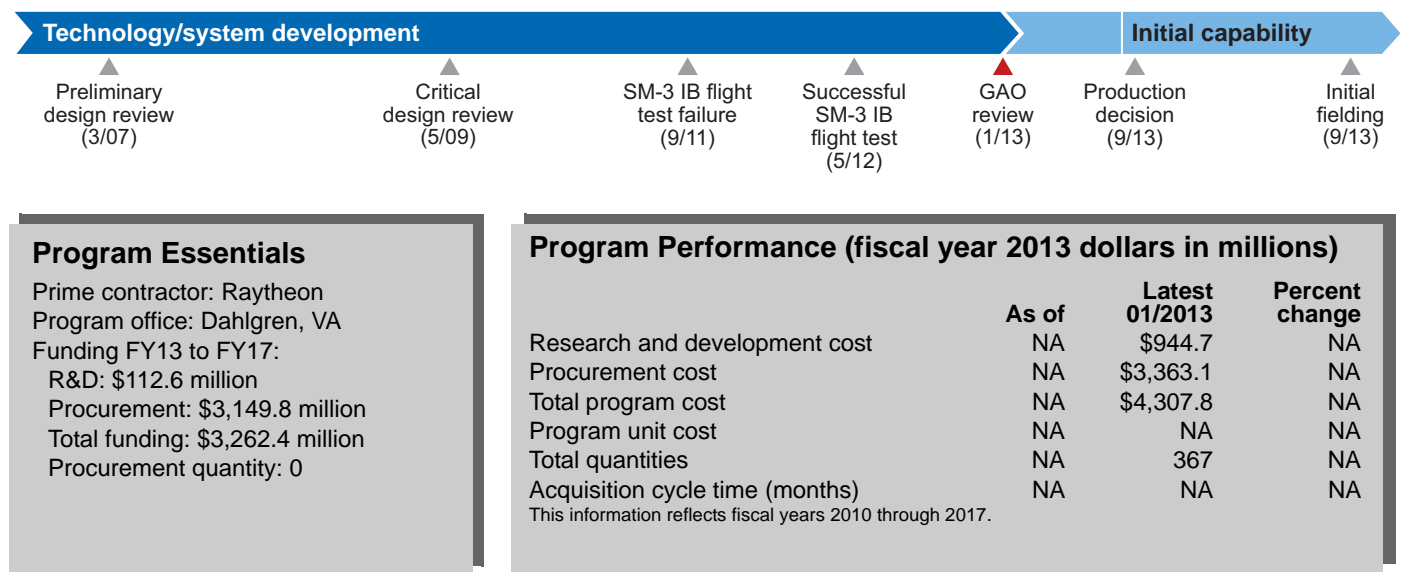 Technology/system development
Initial capability
Preliminary
design review
(3/07)
Critical
design review
(5/09)
SM-3 IB flight
test failure
(9/11)
Successful
SM-3 IB
flight test
(5/12)
GAO
review
(1/13)
Production
decision
(9/13)
Initial
fielding
(9/13)
Program Essentials
Prime contractor: Raytheon
Program office: Dahlgren, VA
Funding FY13 to FY17:
R&D: $112.6 million
Procurement: $3,149.8 million
Total funding: $3,262.4 million
Procurement quantity: 0
Program Performance (fiscal year 2013 dollars in millions)
As of Latest 01/2013 Percent change
Research and development cost NA $944.7 NA
Procurement cost NA $3,363.1 NA
Total program cost NA $4,307.8 NA
Program unit cost NA NA NA
Total quantities NA 367 NA
Acquisition cycle time (months) NA NA NA
This information reflects fiscal years 2010 through 2017.